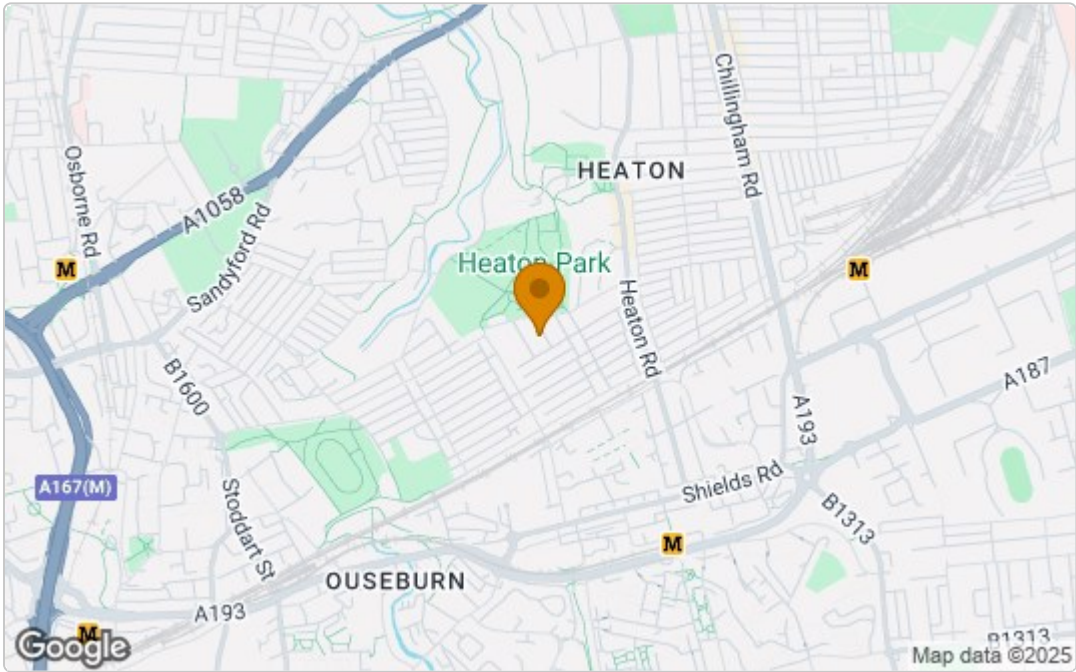 Chillingham Rd
HEATON
Osborne Rd
A1058
Sandyford Rd
M
Heaton Park
M
Heaton Rd
B1600
A187
A193
A167(M)
Stoddart St
Shields Rd
B1313
M
OUSEBURN
A193
M
B1313
Google
Map data ©2025